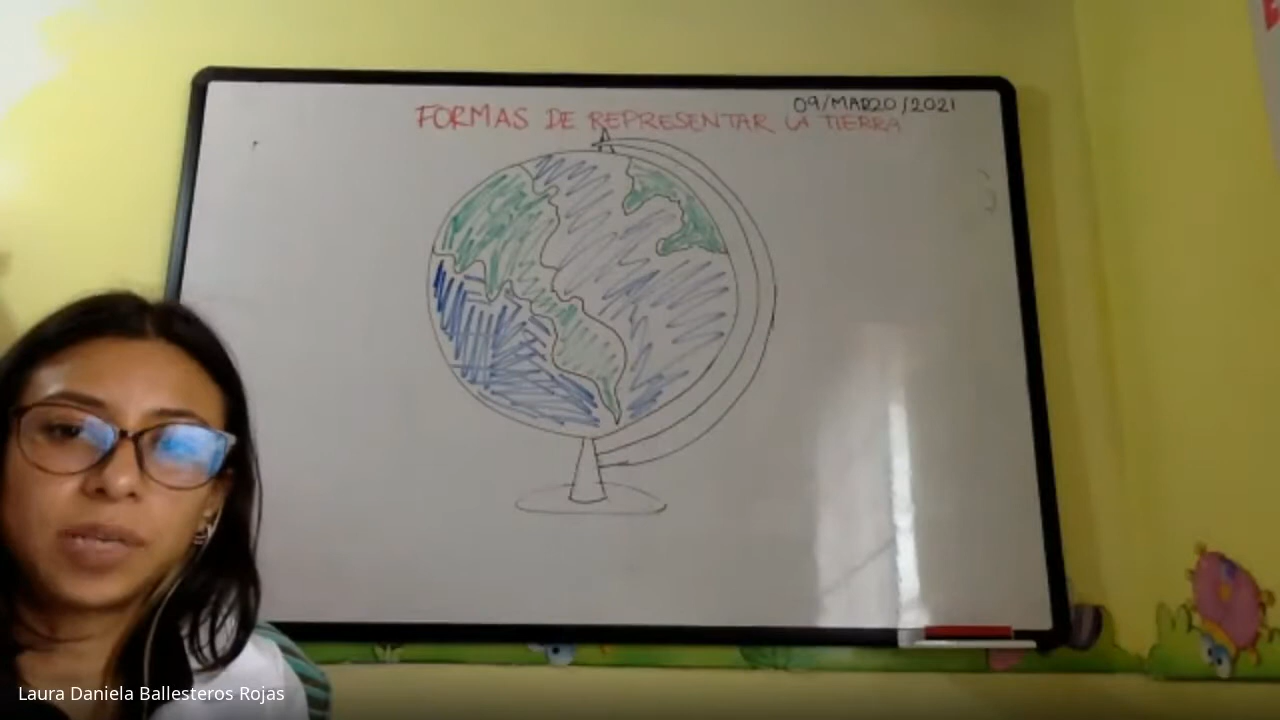 09/MARZO/2021
FORMAS DE REPRESENTAR LA TIERRA
Laura Daniela Ballesteros Rojas